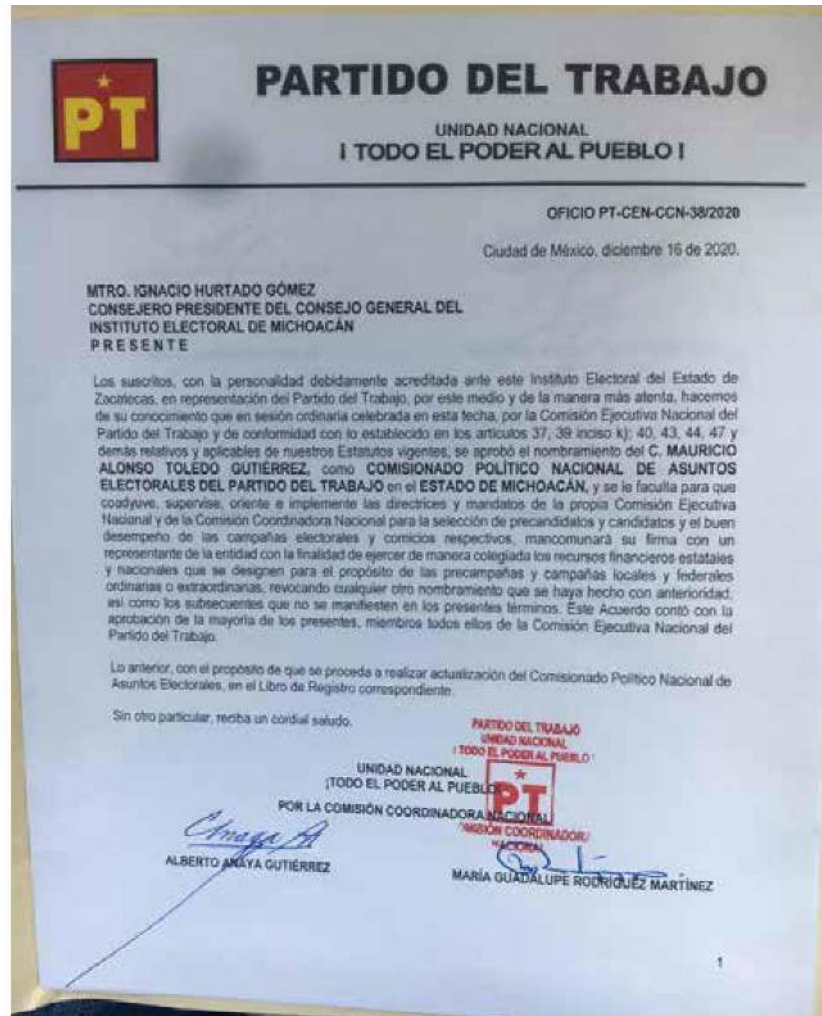 PT
PARTIDO DEL TRABAJO
UNIDAD NACIONAL
¡ TODO EL PODER AL PUEBLO !
OFICIO PT-CEN-CCN-38/2020
Ciudad de México, diciembre 16 de 2020.
MTRO. IGNACIO HURTADO GÓMEZ
CONSEJERO PRESIDENTE DEL CONSEJO GENERAL DEL
INSTITUTO ELECTORAL DE MICHOACÁN
P R E S E N T E
Los suscritos, con la personalidad debidamente acreditada ante este Instituto Electoral del Estado de
Zacatecas, en representación del Partido del Trabajo, por este medio y de la manera más atenta, hacemos
de su conocimiento que en sesión ordinaria celebrada en esta fecha, por la Comisión Ejecutiva Nacional del
Partido del Trabajo y de conformidad con lo establecido en los artículos 37, 39 inciso k); 40, 43, 44, 47 y
demás relativos y aplicables de nuestros Estatutos vigentes, se aprobó el nombramiento del C. MAURICIO
ALONSO TOLEDO GUTIÉRREZ, como COMISIONADO POLÍTICO NACIONAL DE ASUNTOS
ELECTORALES DEL PARTIDO DEL TRABAJO en el ESTADO DE MICHOACÁN, y se le faculta para que
coadyuve, supervise, oriente e implemente las directrices y mandatos de la propia Comisión Ejecutiva
Nacional y de la Comisión Coordinadora Nacional para la selección de precandidatos y candidatos y el buen
desempeño de las campañas electorales y comicios respectivos, mancomunará su firma con un
representante de la entidad con la finalidad de ejercer de manera colegiada los recursos financieros estatales
y nacionales que se designen para el propósito de las precampañas y campañas locales y federales
ordinarias o extraordinarias, revocando cualquier otro nombramiento que se haya hecho con anterioridad,
así como los subsecuentes que no se manifiesten en los presentes términos. Este Acuerdo contó con la
aprobación de la mayoría de los presentes, miembros todos ellos de la Comisión Ejecutiva Nacional del
Partido del Trabajo.
Lo anterior, con el propósito de que se proceda a realizar actualización del Comisionado Político Nacional de
Asuntos Electorales, en el Libro de Registro correspondiente.
Sin otro particular, reciba un cordial saludo.
PARTIDO DEL TRABAJO
UNIDAD NACIONAL
¡ TODO EL PODER AL PUEBLO !
PT
UNIDAD NACIONAL
¡TODO EL PODER AL PUEBLO!
POR LA COMISIÓN COORDINADORA NACIONAL
COORDINADORA
NACIONAL
ALBERTO ANAYA GUTIÉRREZ
MARÍA GUADALUPE RODRÍGUEZ MARTÍNEZ
1